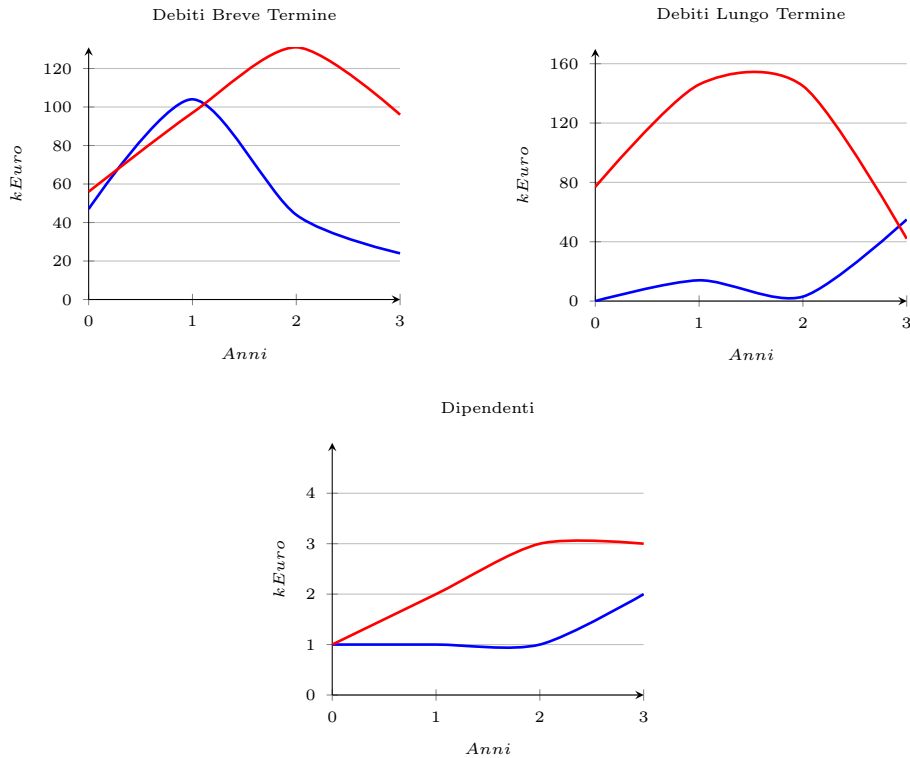 Debiti Breve Termine
120
100
80
60
40
20
0
kEuro
0 1 2 3
Anni
Debiti Lungo Termine
160
120
80
40
0
kEuro
0 1 2 3
Anni
Dipendenti
4
3
2
1
0
kEuro
0 1 2 3
Anni